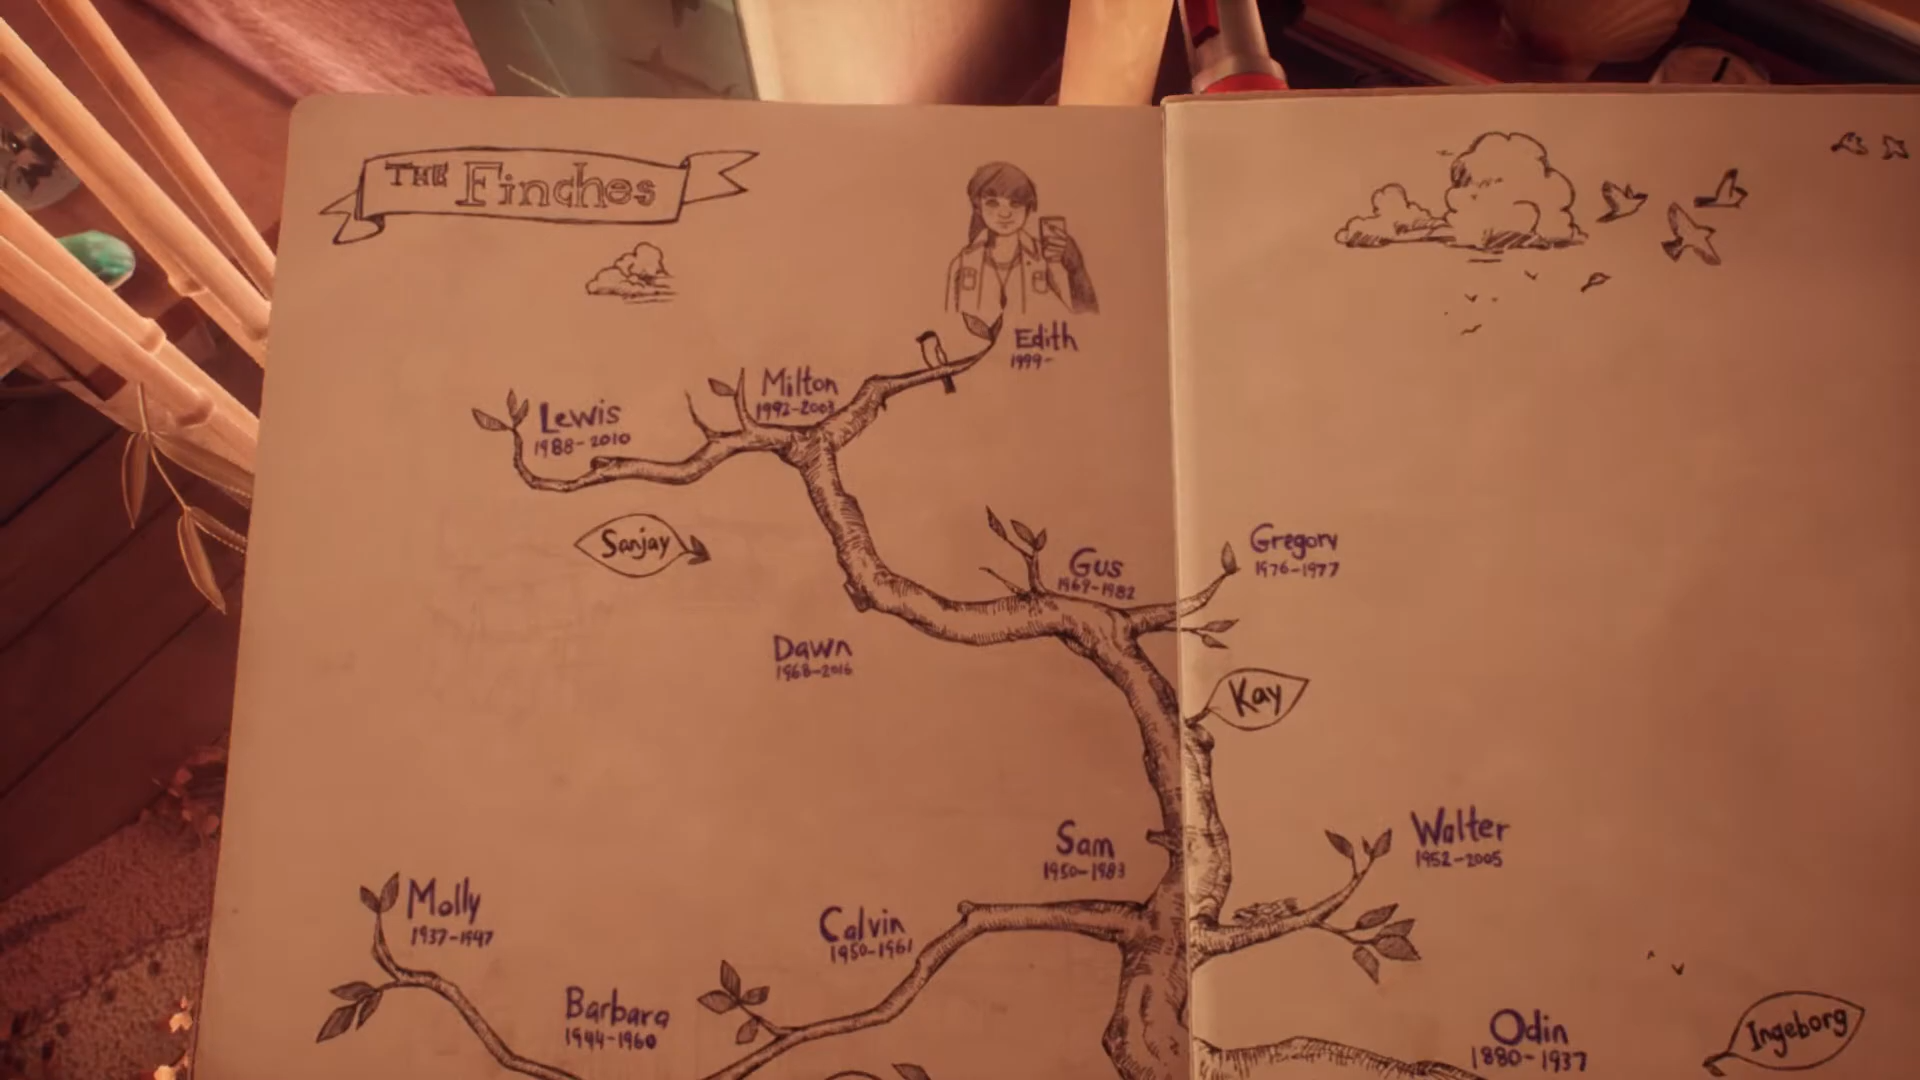 THE Finches
Edith
1999-
Milton
1992-2003
Lewis
1988-2010
Sanjay
Gregory
1976-1977
Gus
1969-1982
Dawn
1968-2016
Kay
Sam
1950-1983
Walter
1952-2005
Molly
1937-1947
Calvin
1950-1961
Barbara
1944-1960
Odin
1880-1937
Ingeborg